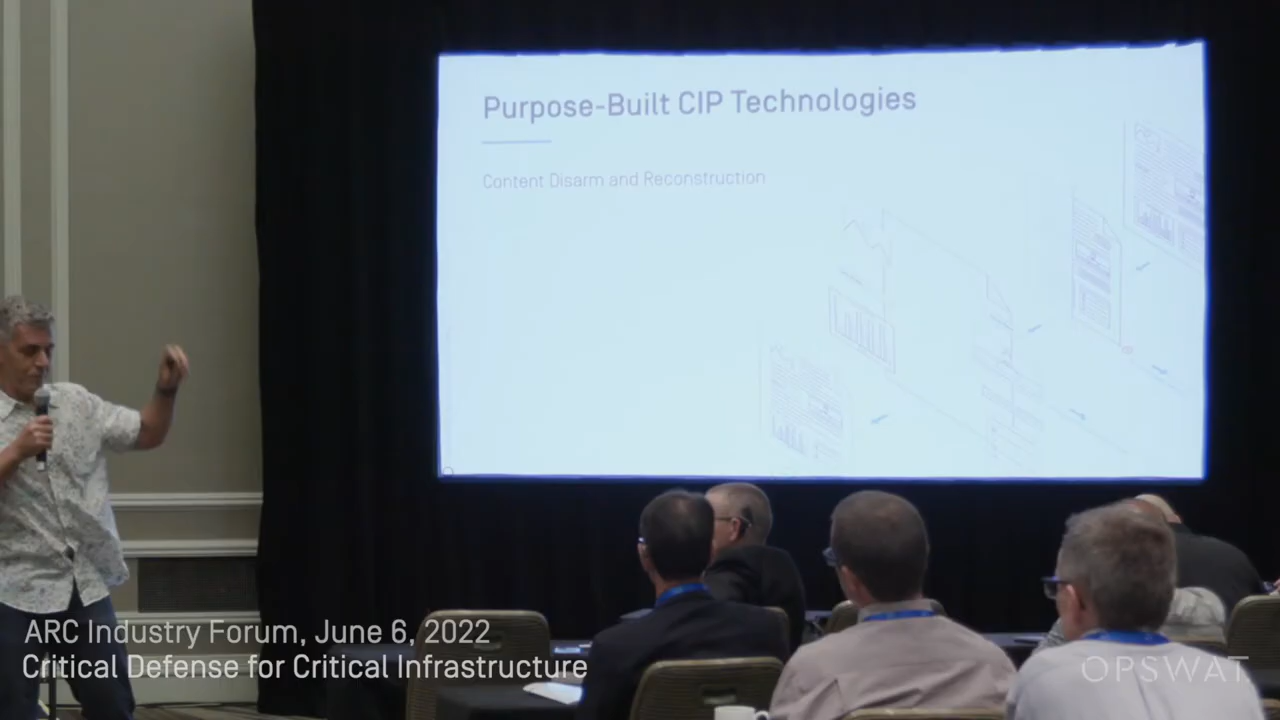 Purpose-Built CIP Technologies
Content Disarm and Reconstruction
ARC Industry Forum, June 6, 2022
Critical Defense for Critical Infrastructure
OPSWAT.